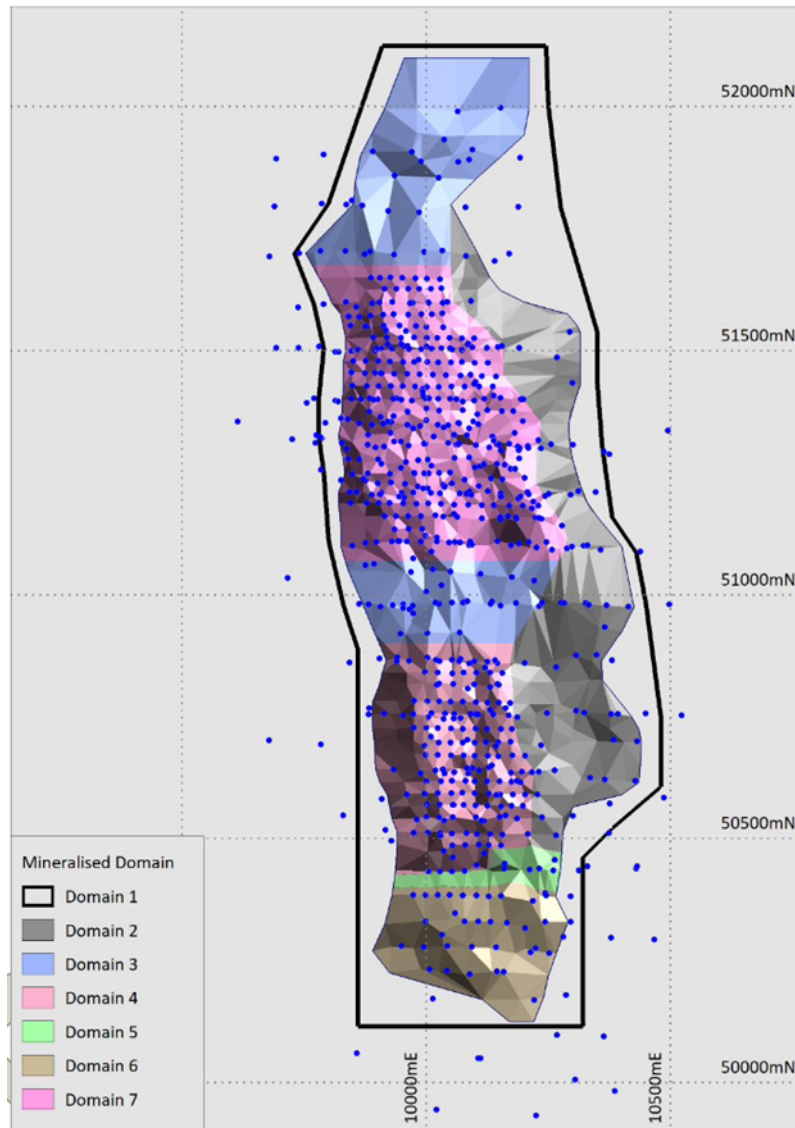 52000mN
51500mN
51000mN
50500mN
Mineralised Domain
Domain 1
Domain 2
Domain 3
Domain 4
Domain 5
Domain 6
Domain 7
10000mE
10500mE
50000mN